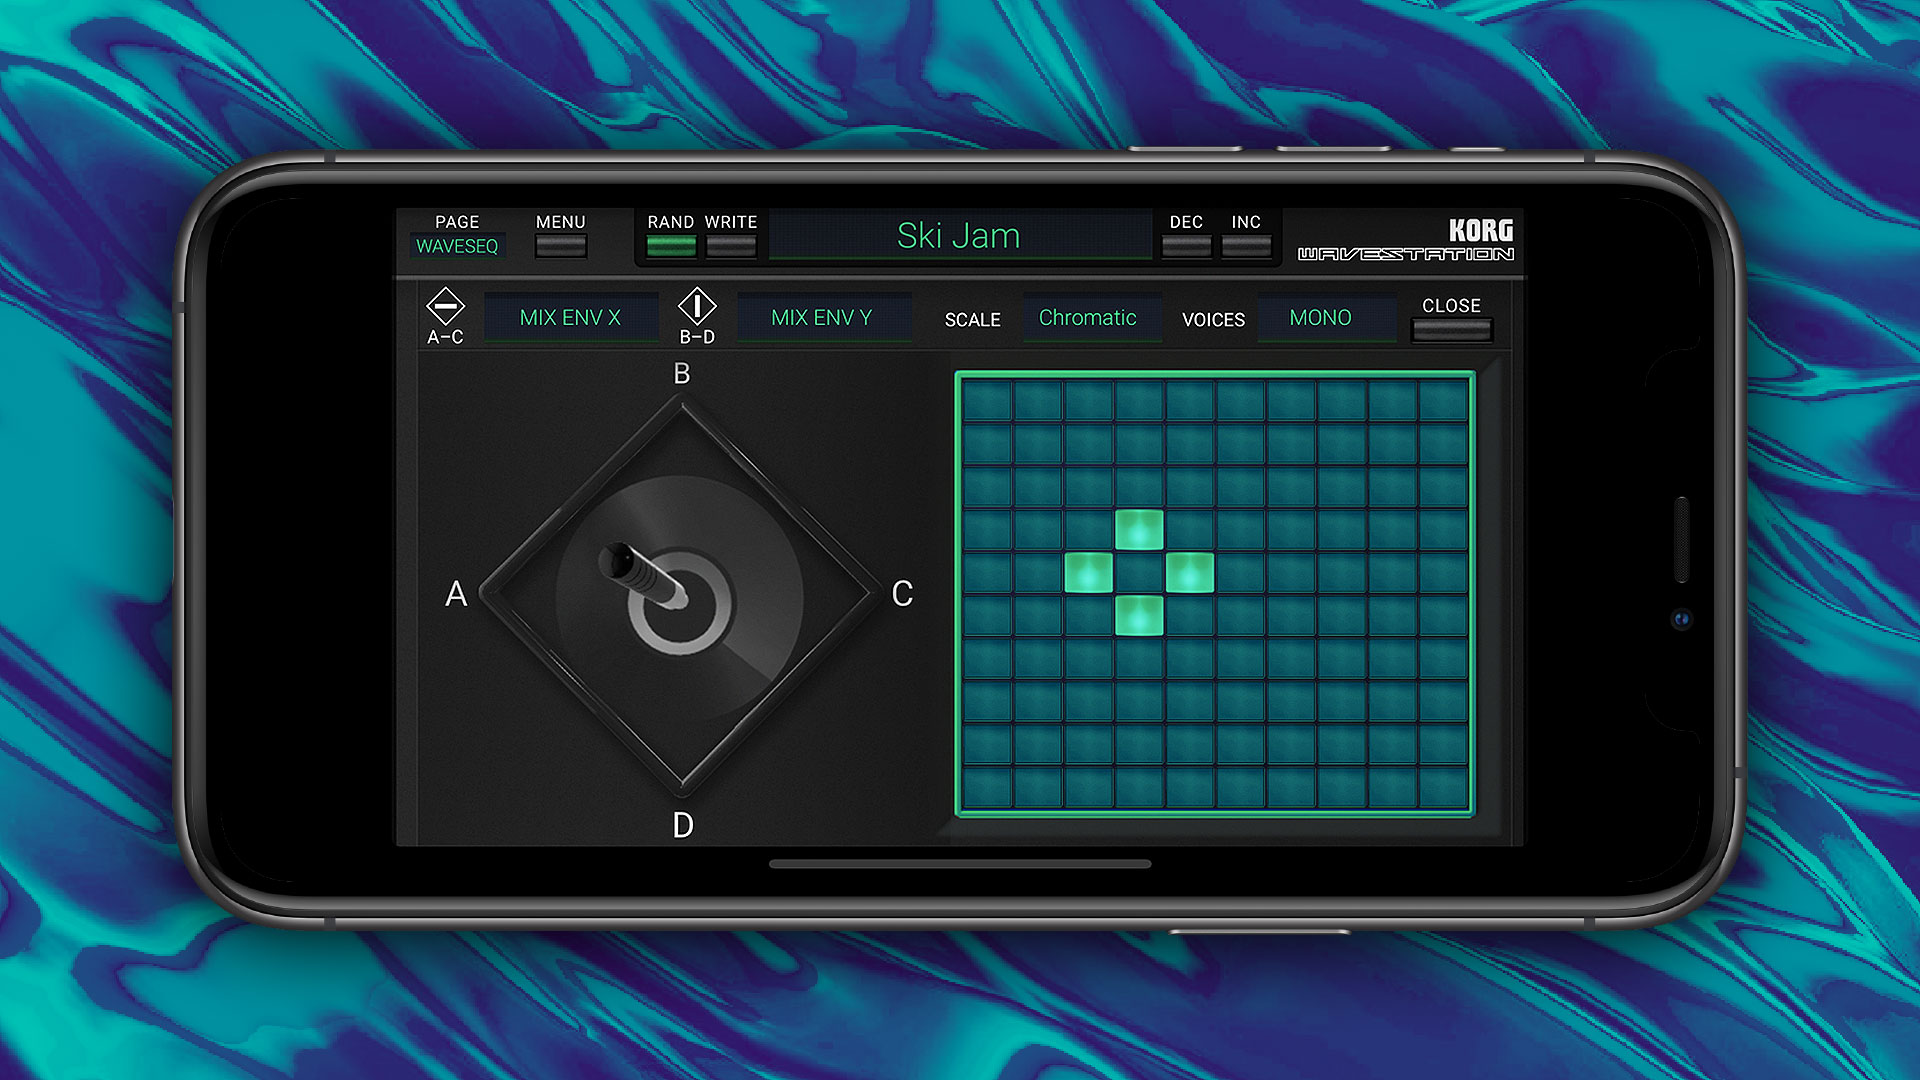 PAGE
WAVESEQ
MENU
RAND WRITE
Ski Jam
DEC INC
KORG
WAVESTATION
A–C
MIX ENV X
B–D
MIX ENV Y
SCALE
Chromatic
VOICES
MONO
CLOSE
B
A
C
D